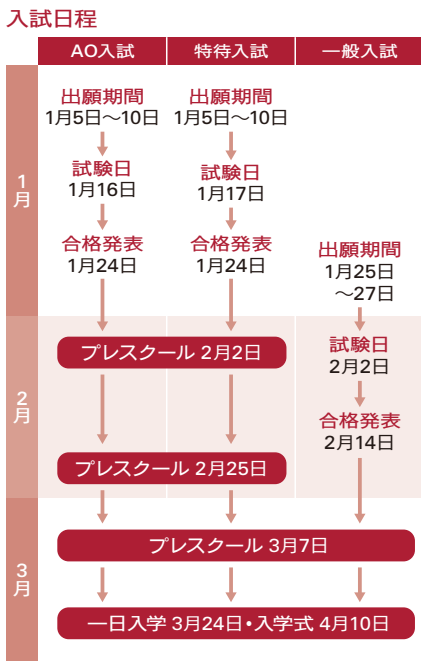 入試日程
AO入試 特待入試 一般入試
1月
出願期間
1月5日〜10日
試験日
1月16日
合格発表
1月24日
出願期間
1月5日〜10日
試験日
1月17日
合格発表
1月24日
出願期間
1月25日
〜27日
2月
プレスクール 2月2日
試験日
2月2日
合格発表
2月14日
プレスクール 2月25日
3月
プレスクール 3月7日
一日入学 3月24日・入学式 4月10日